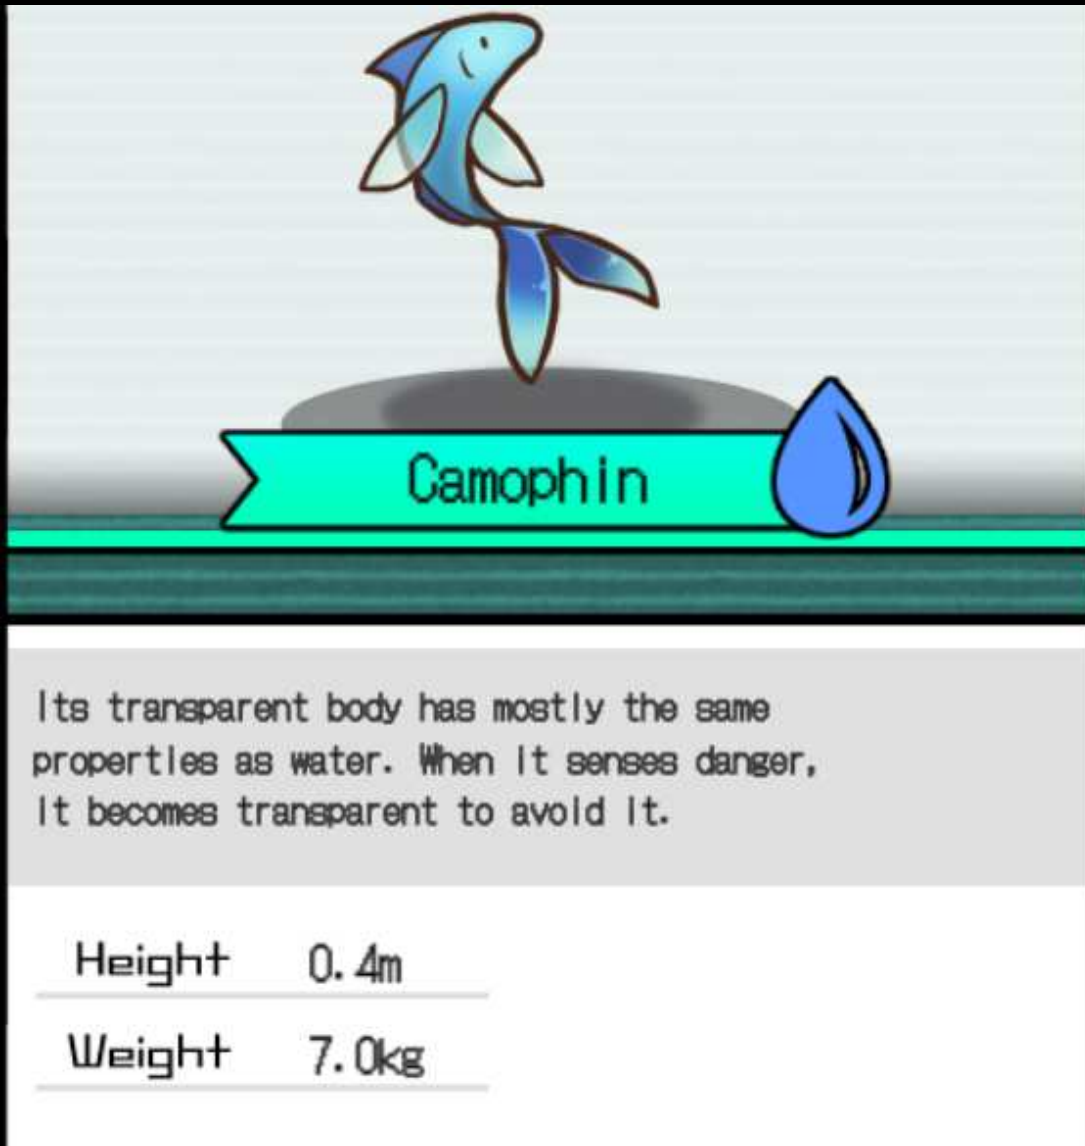 Camophin
Its transparent body has mostly the same
properties as water. When it senses danger,
it becomes transparent to avoid it.
Height 0.4m
Weight 7.0kg